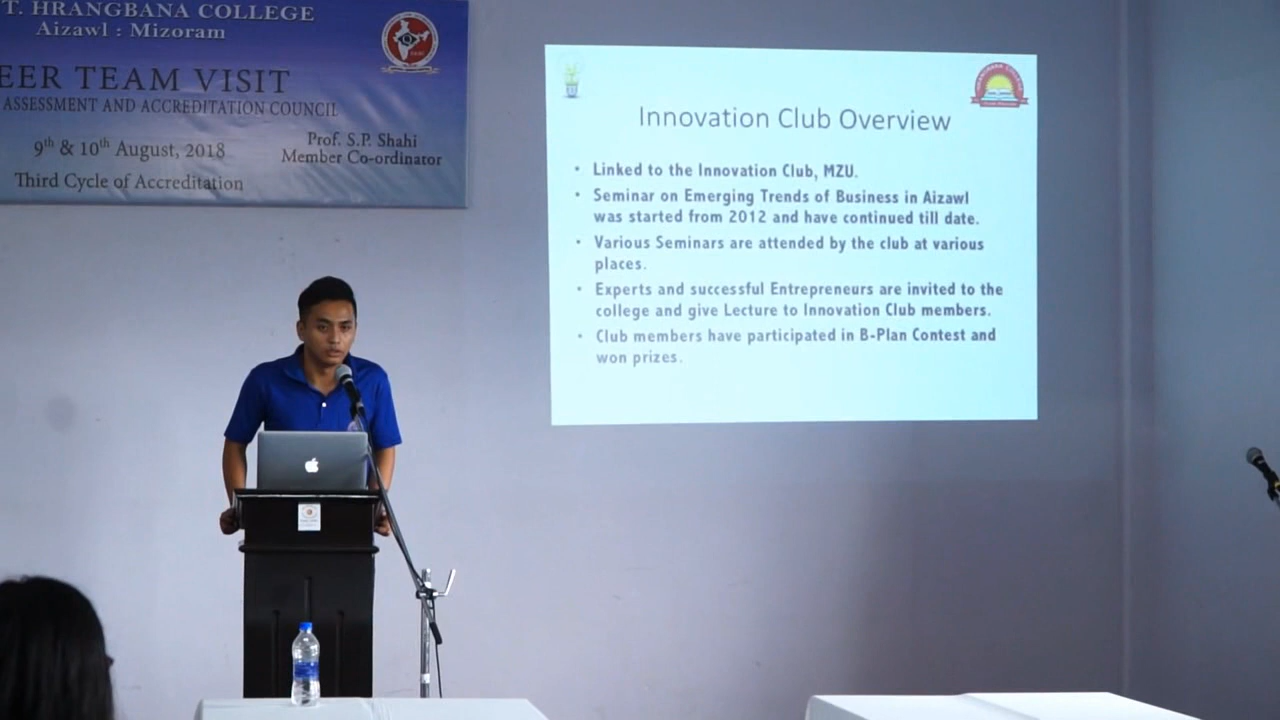 T. HRANGBANA COLLEGE
Aizawl : Mizoram
EER TEAM VISIT
ASSESSMENT AND ACCREDITATION COUNCIL
9th & 10th August, 2018
Prof. S.P. Shahi
Member Co-ordinator
Third Cycle of Accreditation
Innovation Club Overview
• Linked to the Innovation Club, MZU.
• Seminar on Emerging Trends of Business in Aizawl
was started from 2012 and have continued till date.
• Various Seminars are attended by the club at various
places.
• Experts and successful Entrepreneurs are invited to the
college and give Lecture to Innovation Club members.
• Club members have participated in B-Plan Contest and
won prizes.